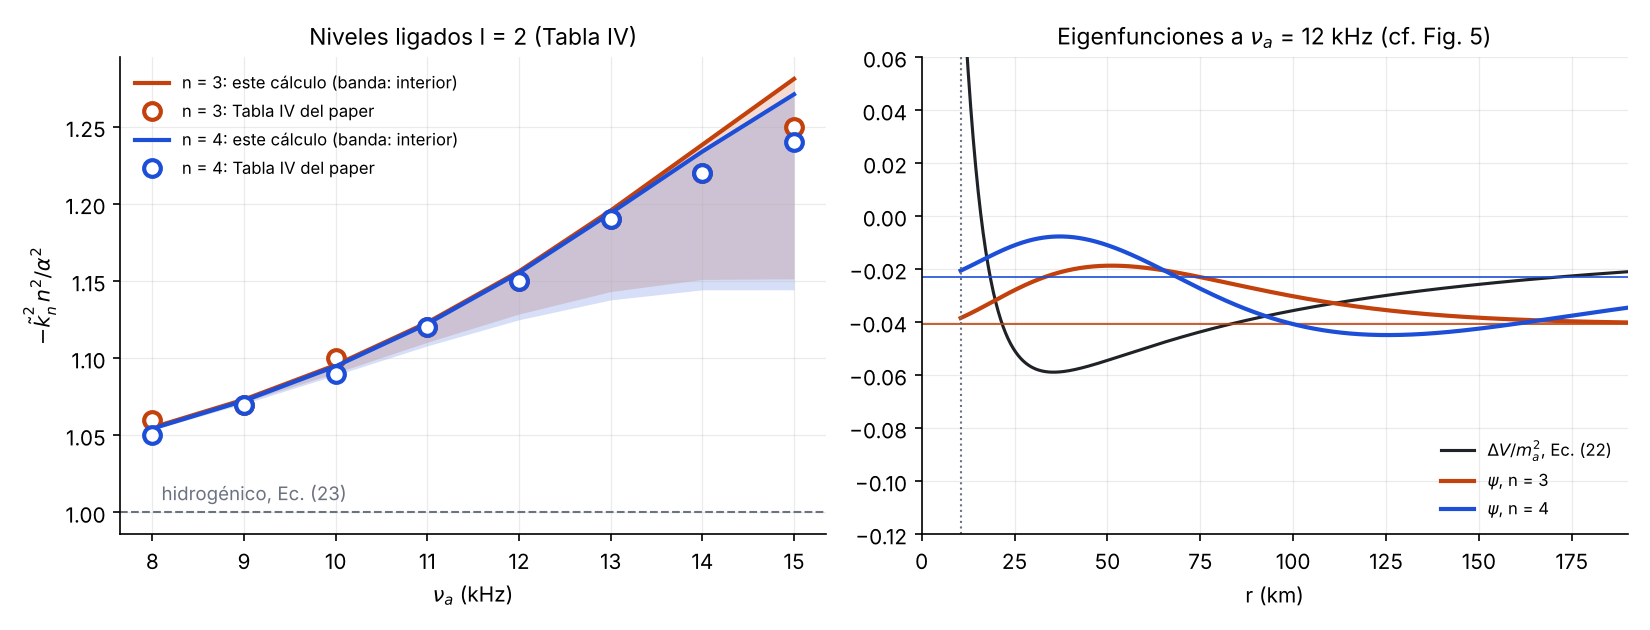 Niveles ligados l = 2 (Tabla IV)
n = 3: este cálculo (banda: interior)
n = 3: Tabla IV del paper
n = 4: este cálculo (banda: interior)
n = 4: Tabla IV del paper
1.25
1.20
1.15
1.10
1.05
1.00
−k̃ₙ² n²/α²
hidrogénico, Ec. (23)
8 9 10 11 12 13 14 15
νₐ (kHz)
Eigenfunciones a νₐ = 12 kHz (cf. Fig. 5)
0.06
0.04
0.02
0.00
−0.02
−0.04
−0.06
−0.08
−0.10
−0.12
ΔV/mₐ², Ec. (22)
ψ, n = 3
ψ, n = 4
0 25 50 75 100 125 150 175
r (km)